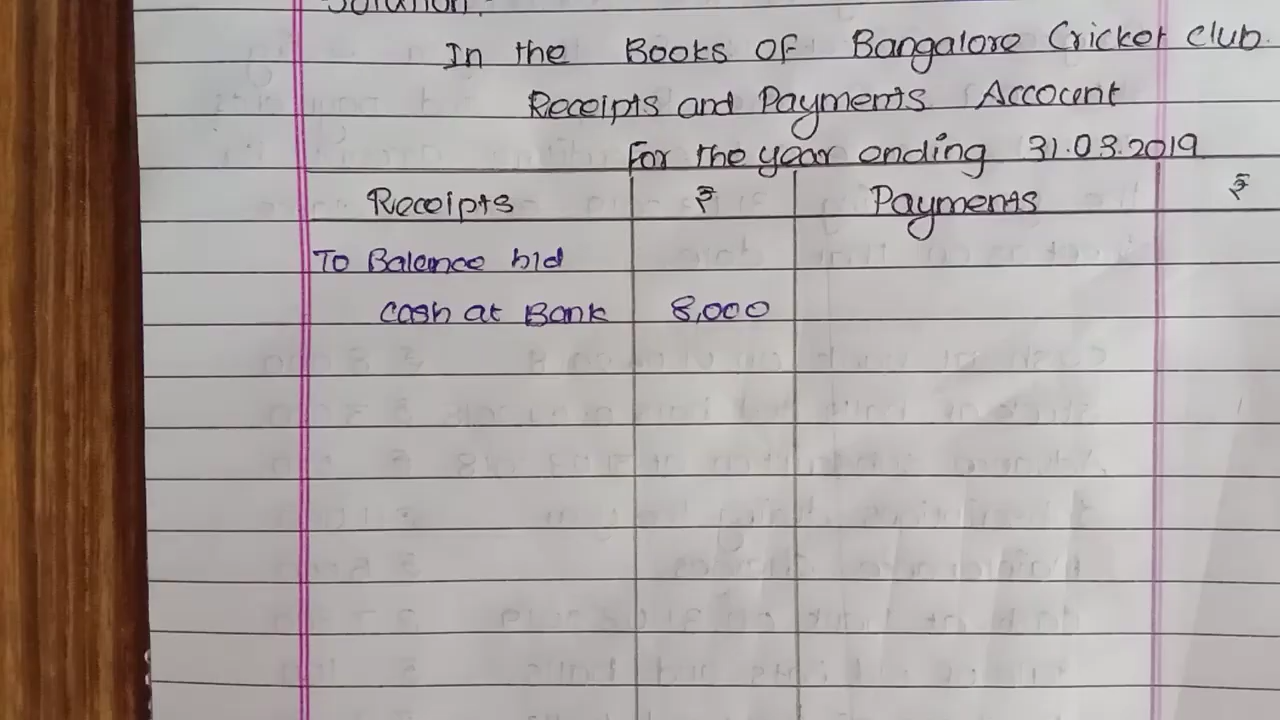 Solution:
In the Books of Bangalore Cricket club.
Receipts and Payments Account
For the year ending 31.03.2019
Receipts ₹ Payments ₹
To Balance b/d
cash at Bank 8,000